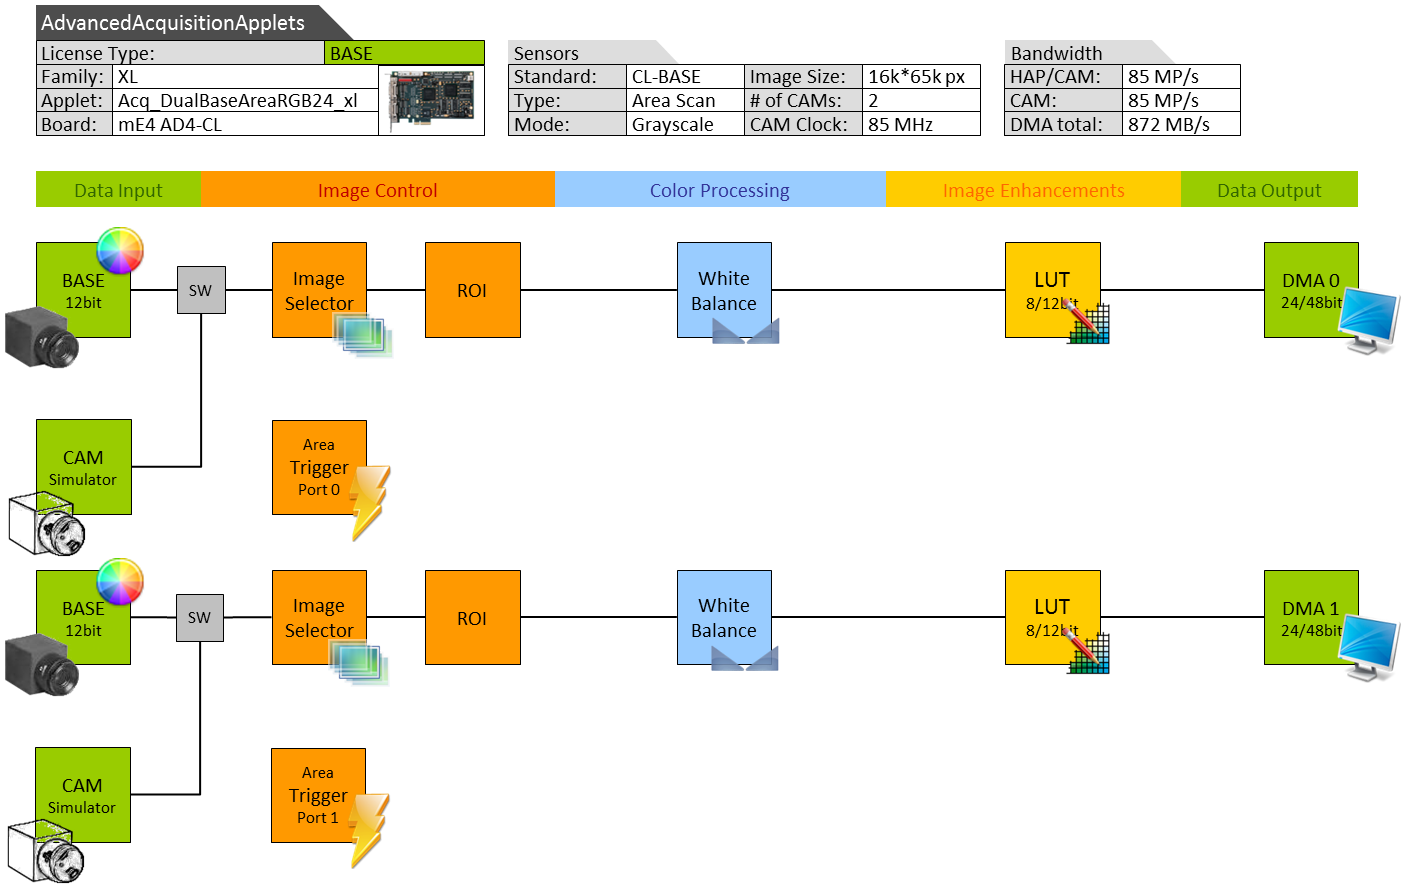 AdvancedAcquisitionApplets
License Type: BASE
Family: XL
Applet: Acq_DualBaseAreaRGB24_xl
Board: mE4 AD4-CL
Sensors
Standard: CL-BASE Image Size: 16k*65k px
Type: Area Scan # of CAMs: 2
Mode: Grayscale CAM Clock: 85 MHz
Bandwidth
HAP/CAM: 85 MP/s
CAM: 85 MP/s
DMA total: 872 MB/s
Data Input Image Control Color Processing Image Enhancements Data Output
BASE
12bit
SW
Image
Selector
ROI
White
Balance
LUT
8/12bit
DMA 0
24/48bit
CAM
Simulator
Area
Trigger
Port 0
BASE
12bit
SW
Image
Selector
ROI
White
Balance
LUT
8/12bit
DMA 1
24/48bit
CAM
Simulator
Area
Trigger
Port 1